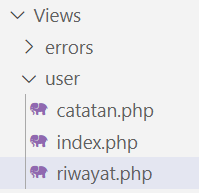 Views
errors
user
catatan.php
index.php
riwayat.php